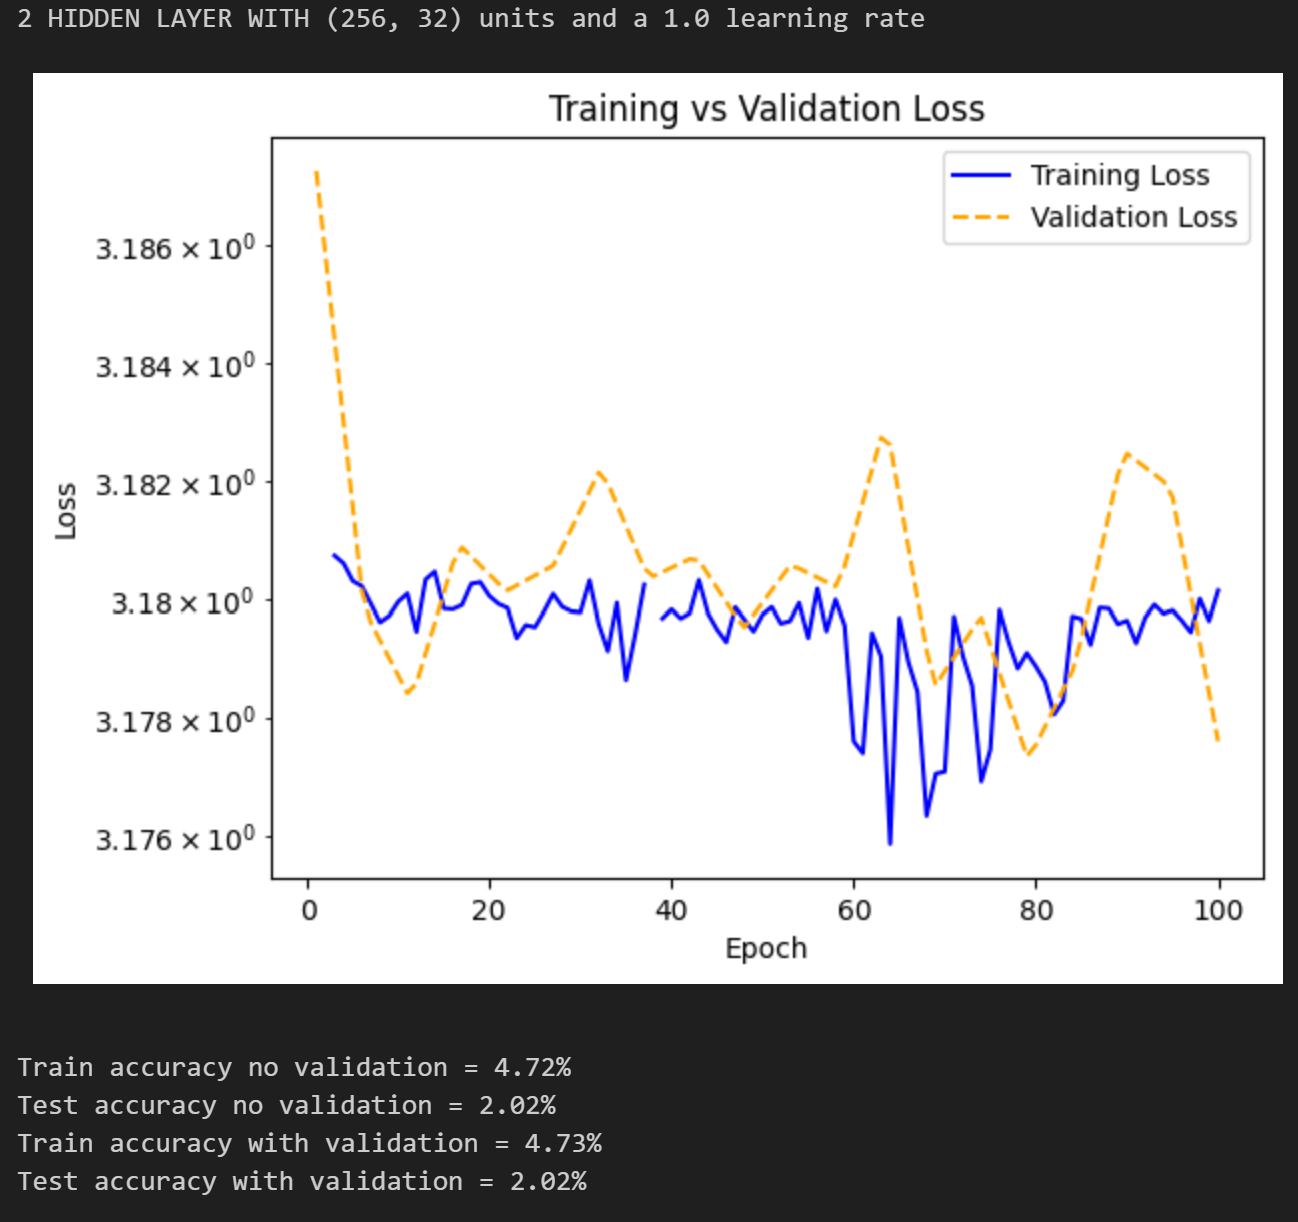 2 HIDDEN LAYER WITH (256, 32) units and a 1.0 learning rate
Training vs Validation Loss
Training Loss
Validation Loss
3.186 × 10⁰
3.184 × 10⁰
3.182 × 10⁰
3.18 × 10⁰
3.178 × 10⁰
3.176 × 10⁰
Loss
0 20 40 60 80 100
Epoch
Train accuracy no validation = 4.72%
Test accuracy no validation = 2.02%
Train accuracy with validation = 4.73%
Test accuracy with validation = 2.02%